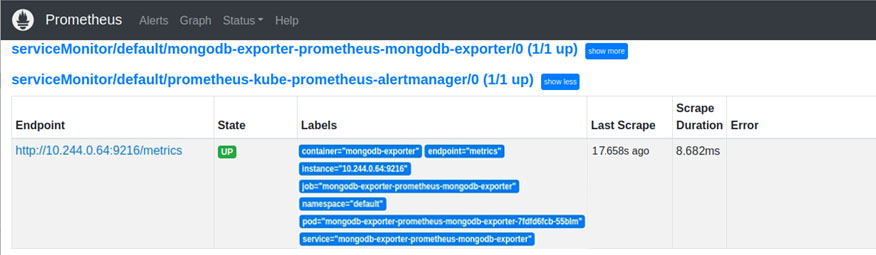 Prometheus Alerts Graph Status Help
serviceMonitor/default/mongodb-exporter-prometheus-mongodb-exporter/0 (1/1 up) show more
serviceMonitor/default/prometheus-kube-prometheus-alertmanager/0 (1/1 up) show less
Endpoint State Labels Last Scrape Scrape Duration Error
http://10.244.0.64:9216/metrics UP container="mongodb-exporter" endpoint="metrics" 17.658s ago 8.682ms
instance="10.244.0.64:9216"
job="mongodb-exporter-prometheus-mongodb-exporter"
namespace="default"
pod="mongodb-exporter-prometheus-mongodb-exporter-7fdfd6fcb-55blm"
service="mongodb-exporter-prometheus-mongodb-exporter"